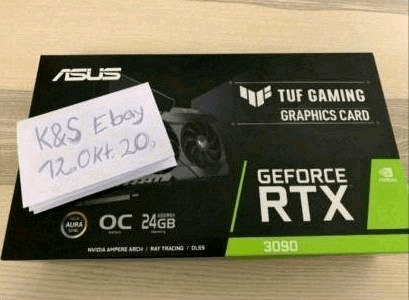 ASUS
TUF GAMING
GRAPHICS CARD
K&S Ebay
12.Okt.20.
GEFORCE
RTX
3090
AURA
OC
24GB
NVIDIA AMPERE ARCH / RAY TRACING / DLSS